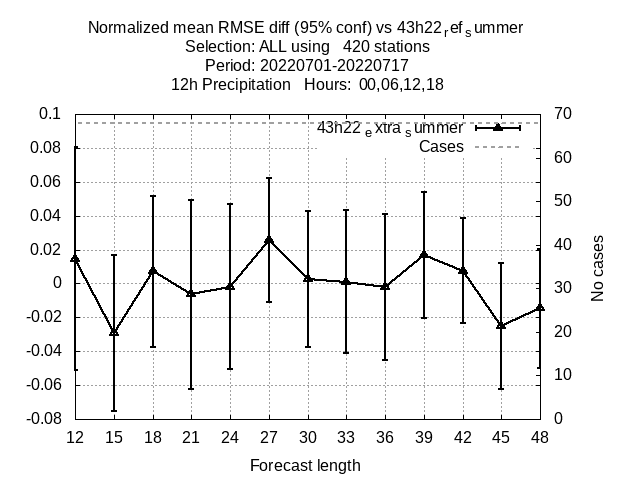 Normalized mean RMSE diff (95% conf) vs 43h22refsummer
Selection: ALL using 420 stations
Period: 20220701-20220717
12h Precipitation Hours: 00,06,12,18
0.1
0.08
0.06
0.04
0.02
0
-0.02
-0.04
-0.06
-0.08
43h22extrasummer
Cases
70
60
50
40
30
20
10
0
No cases
12 15 18 21 24 27 30 33 36 39 42 45 48
Forecast length